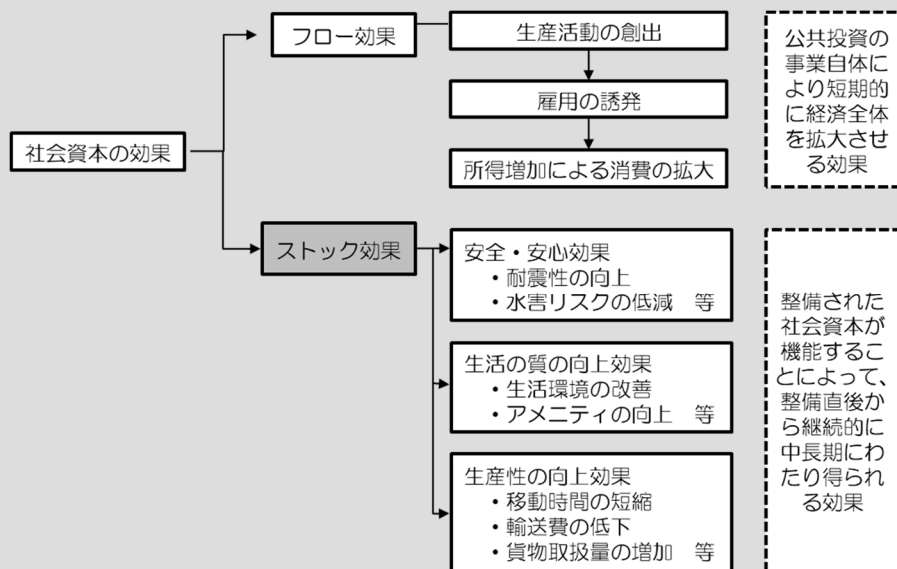 社会資本の効果
フロー効果
生産活動の創出
雇用の誘発
所得増加による消費の拡大
公共投資の
事業自体に
より短期的
に経済全体
を拡大させ
る効果
ストック効果
安全・安心効果
・耐震性の向上
・水害リスクの低減　等
生活の質の向上効果
・生活環境の改善
・アメニティの向上　等
生産性の向上効果
・移動時間の短縮
・輸送費の低下
・貨物取扱量の増加　等
整備された
社会資本が
機能するこ
とによって、
整備直後か
ら継続的に
中長期にわ
たり得られ
る効果